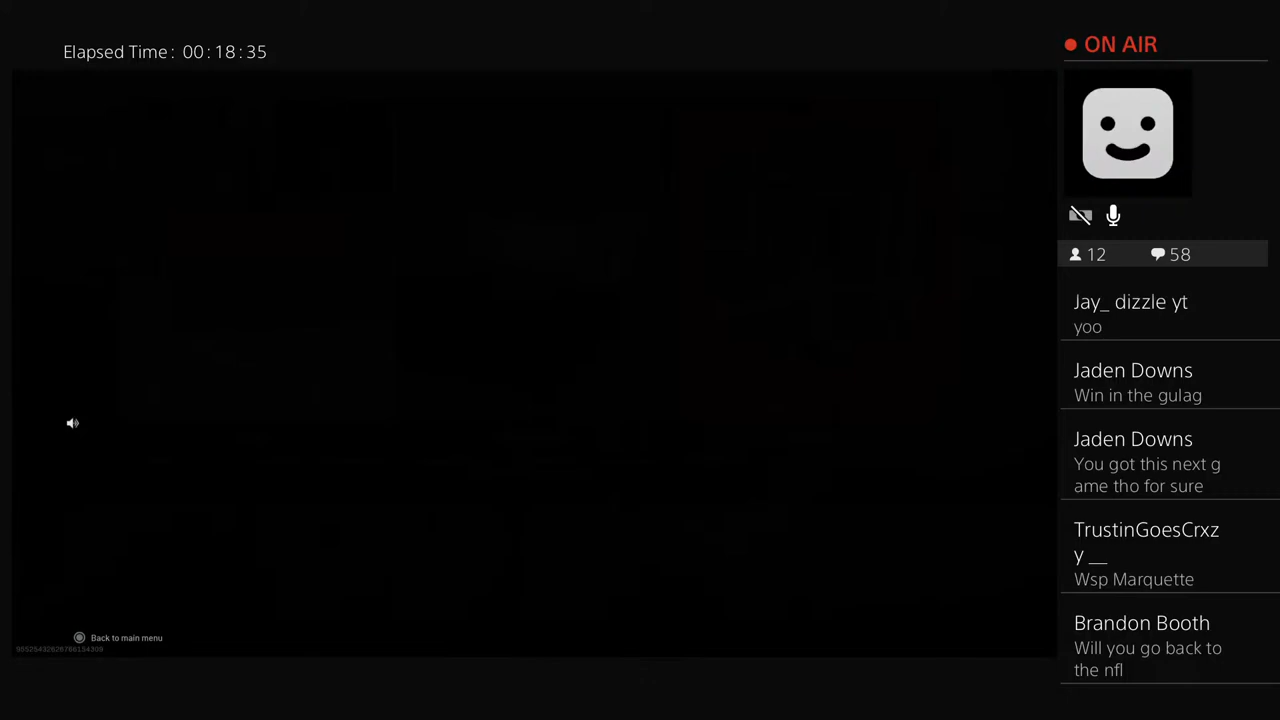 Elapsed Time: 00:18:35
ON AIR
12 58
Jay_ dizzle yt
yoo
Jaden Downs
Win in the gulag
Jaden Downs
You got this next g
ame tho for sure
TrustinGoesCrxz
y __
Wsp Marquette
Brandon Booth
Will you go back to
the nfl
Back to main menu